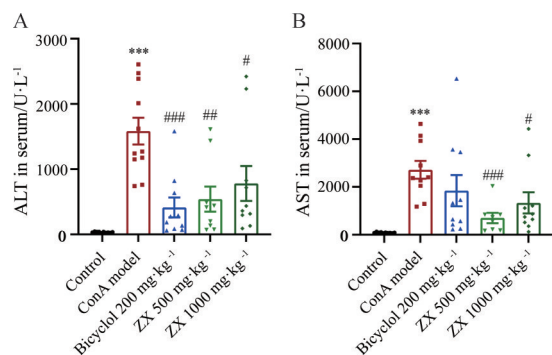 A
ALT in serum/U·L⁻¹
3000
2000
1000
0
***
###
##
#
Control
ConA model
Bicyclol 200 mg·kg⁻¹
ZX 500 mg·kg⁻¹
ZX 1000 mg·kg⁻¹
B
AST in serum/U·L⁻¹
8000
6000
4000
2000
0
***
###
#
Control
ConA model
Bicyclol 200 mg·kg⁻¹
ZX 500 mg·kg⁻¹
ZX 1000 mg·kg⁻¹